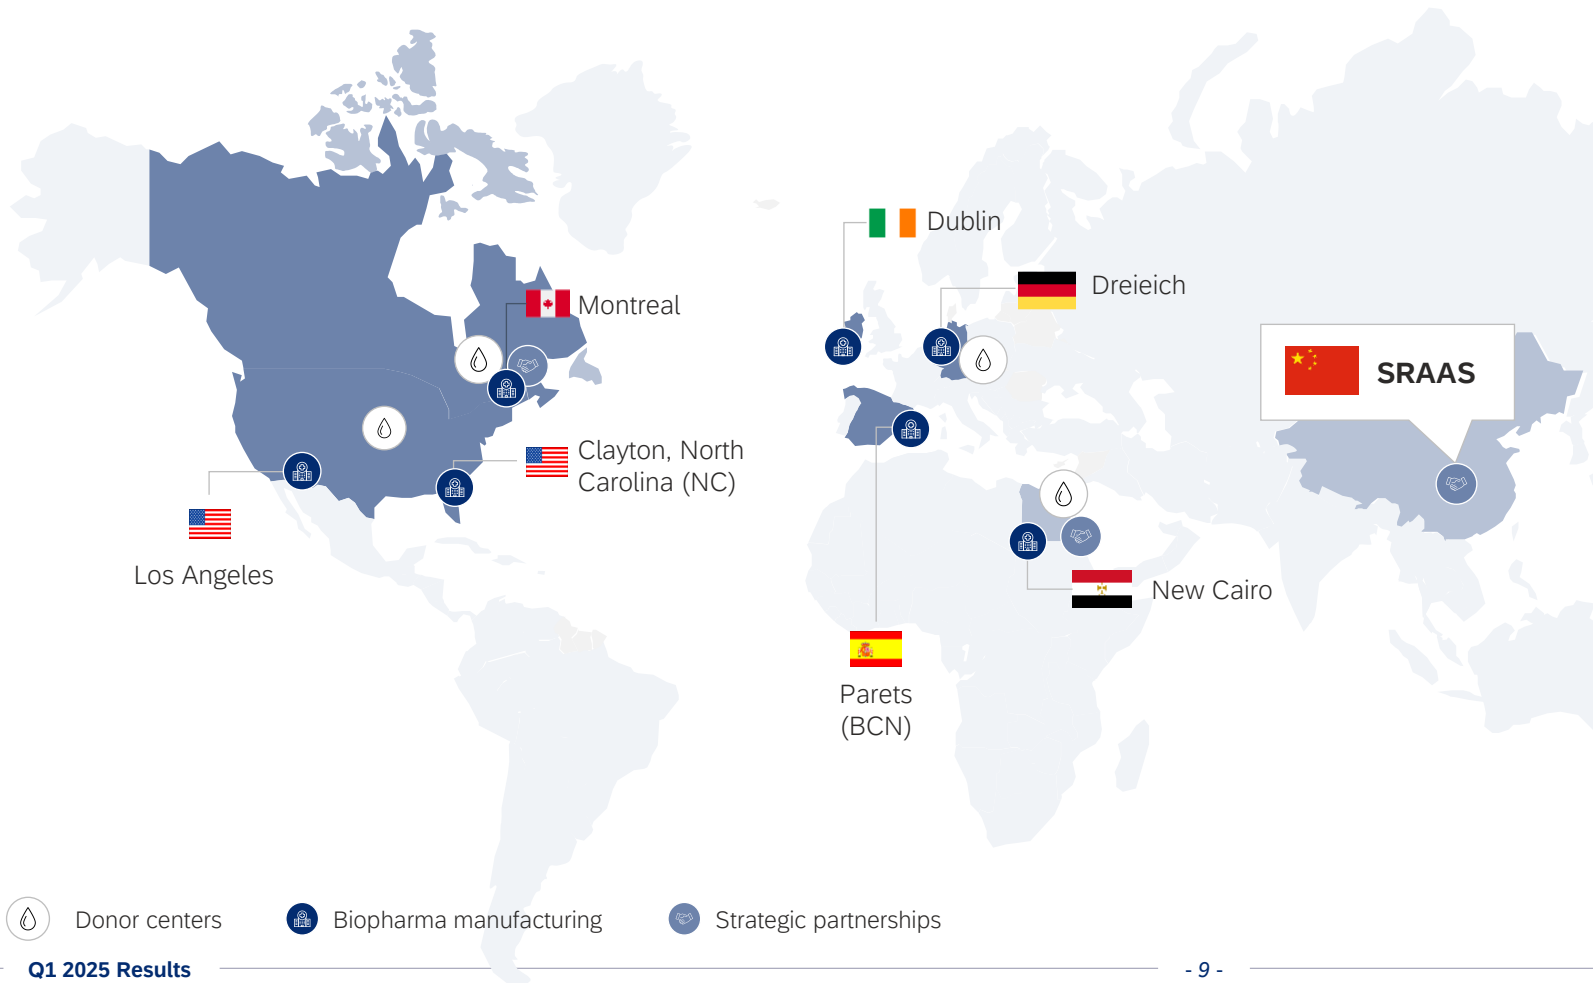 Dublin
Dreieich
Montreal
SRAAS
Clayton, North
Carolina (NC)
Los Angeles
New Cairo
Parets
(BCN)
Donor centers
Biopharma manufacturing
Strategic partnerships
Q1 2025 Results
- 9 -